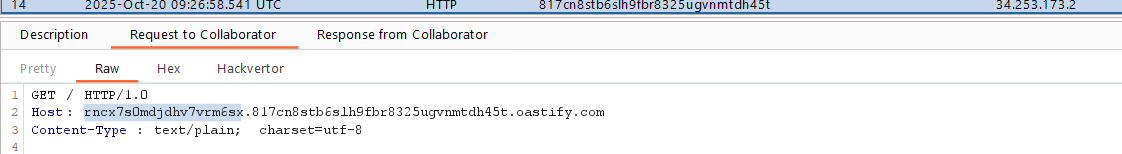 14 2025-Oct-20 09:26:58.541 UTC HTTP 817cn8stb6slh9fbr8325ugvnmtdh45t 34.253.173.2
Description Request to Collaborator Response from Collaborator
Pretty Raw Hex Hackvertor
1 GET / HTTP/1.0
2 Host: rncx7s0mdjdhv7vrm6sx.817cn8stb6slh9fbr8325ugvnmtdh45t.oastify.com
3 Content-Type : text/plain; charset=utf-8
4